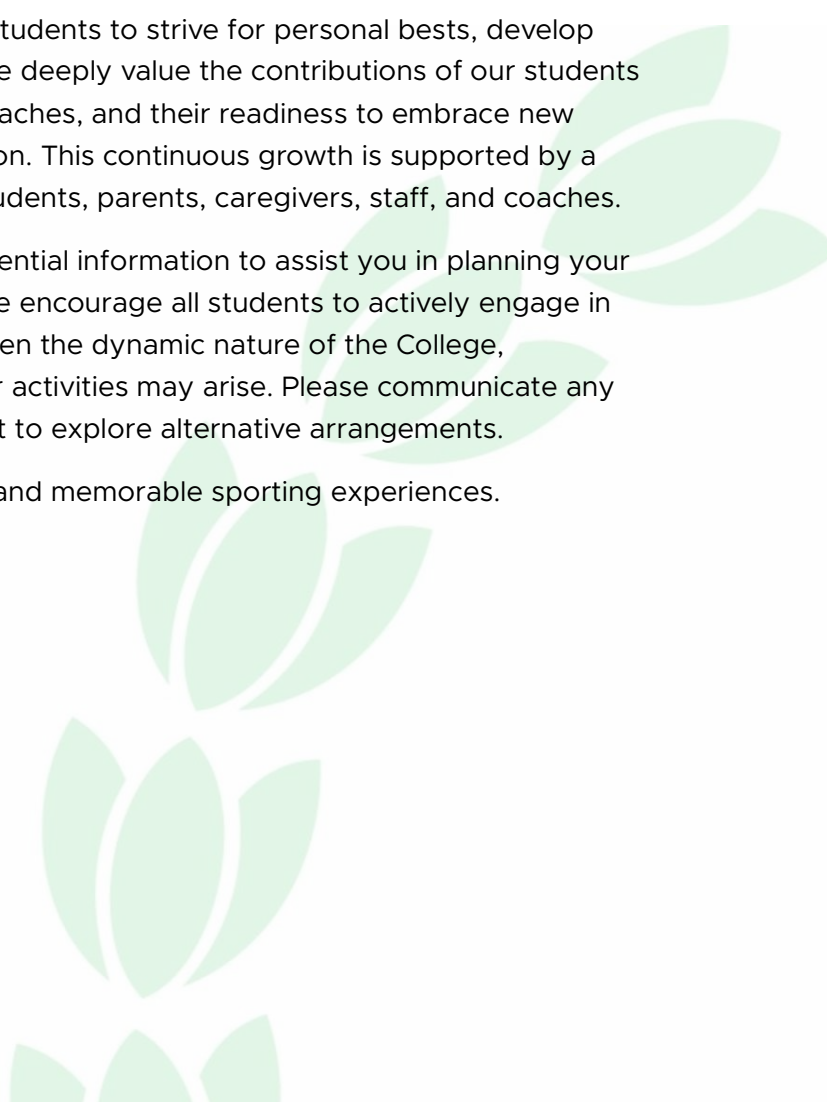 tudents to strive for personal bests, develop
e deeply value the contributions of our students
aches, and their readiness to embrace new
on. This continuous growth is supported by a
udents, parents, caregivers, staff, and coaches.
ential information to assist you in planning your
e encourage all students to actively engage in
en the dynamic nature of the College,
r activities may arise. Please communicate any
t to explore alternative arrangements.
and memorable sporting experiences.